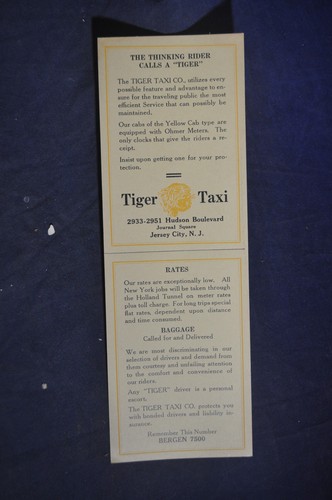 THE THINKING RIDER
CALLS A "TIGER"
The TIGER TAXI CO., utilizes every
possible feature and advantage to en-
sure for the traveling public the most
efficient Service that can possibly be
maintained.
Our cabs of the Yellow Cab type are
equipped with Ohmer Meters. The
only clocks that give the riders a re-
ceipt.
Insist upon getting one for your pro-
tection.
Tiger Taxi
2933-2951 Hudson Boulevard
Journal Square
Jersey City, N. J.
RATES
Our rates are exceptionally low. All
New York jobs will be taken through
the Holland Tunnel on meter rates
plus toll charge. For long trips special
flat rates, dependent upon distance
and time consumed.
BAGGAGE
Called for and Delivered
We are most discriminating in our
selection of drivers and demand from
them courtesy and unfailing attention
to the comfort and convenience of
our riders.
Any "TIGER" driver is a personal
escort.
The TIGER TAXI CO. protects you
with bonded drivers and liability in-
surance.
Remember This Number
BERGEN 7300